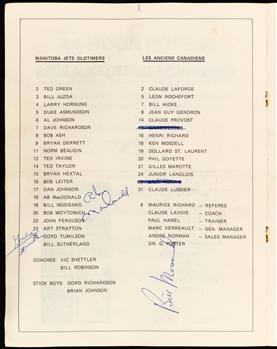 MANITOBA JETS OLDTIMERS
2 TED GREEN
3 BILL JUZDA
4 LARRY HORNUNG
5 DUKE ASMUNDSON
6 AL JOHNSON
7 DAVE RICHARDSON
8 BOB ASH
9 BRYAN DERRETT
11 NORM BEAUDIN
12 TED IRVINE
14 TED TAYLOR
15 BRYAN HEXTAL
16 BOB LEITER
17 DAN JOHNSON
18 AB MacDONALD
19 BILL MOSIENKO
20 BOB WOYTOWICH
22 JOHN FERGUSON
23 ART STRATTON
GORD TUMILSON
BILL SUTHERLAND
COACHES VIC SHETTLER
BILL ROBINSON
STICK BOYS GORD RICHARDSON
BRIAN JOHNSON
LES ANCIENS CANADIENS
2 CLAUDE LAFORGE
5 LEON ROCHEFORT
7 BILL HICKE
8 JEAN GUY GENDRON
14 CLAUDE PROVOST
16 HENRI RICHARD
18 KEN MOSDELL
19 DOLLARD ST. LAURENT
20 PHIL GOYETTE
21 GILLES MAROTTE
24 JUNIOR LANGLOIS
31 CLAUDE LUSSIER
9 MAURICE RICHARD - REFEREE
CLAUDE LAVOIE - COACH
PAUL HAMEL - TRAINER
MARC VERREAULT - GEN. MANAGER
ANDRE NORMAN - SALES MANAGER
Ab
MacDonald
Bill Mosienko